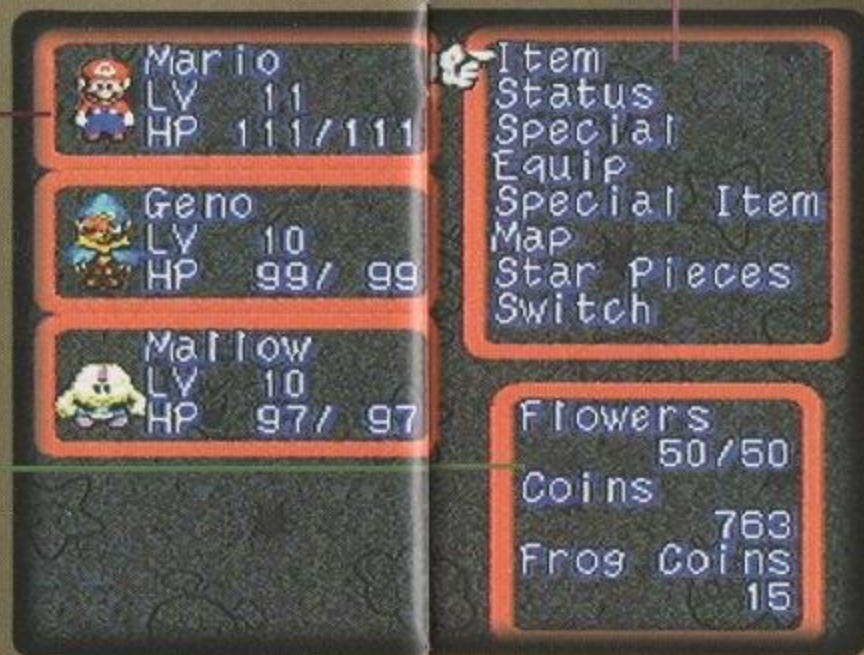 Mario
LV 11
HP 111/111
Geno
LV 10
HP 99/ 99
Mallow
LV 10
HP 97/ 97
Item
Status
Special
Equip
Special Item
Map
Star Pieces
Switch
Flowers
50/50
Coins
763
Frog Coins
15